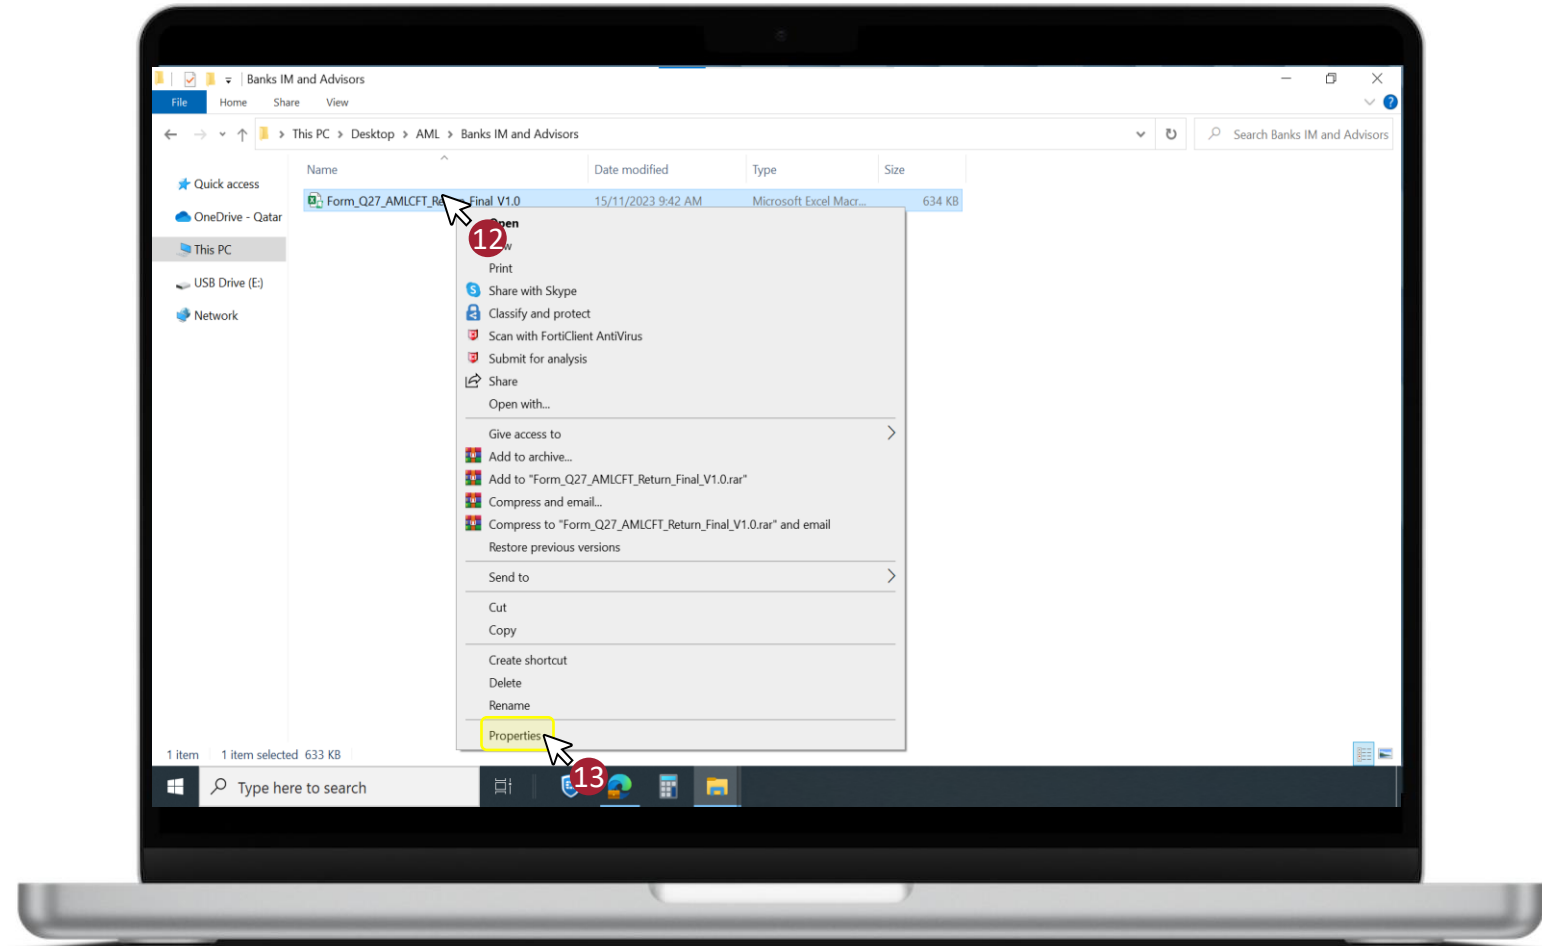 Banks IM and Advisors
File Home Share View
This PC > Desktop > AML > Banks IM and Advisors
Search Banks IM and Advisors
Name Date modified Type Size
Quick access
Form_Q27_AMLCFT_Re Final_V1.0 15/11/2023 9:42 AM Microsoft Excel Macr... 634 KB
OneDrive - Qatar
This PC
USB Drive (E:)
Network
12
Print
Share with Skype
Classify and protect
Scan with FortiClient AntiVirus
Submit for analysis
Share
Open with...
Give access to
Add to archive...
Add to "Form_Q27_AMLCFT_Return_Final_V1.0.rar"
Compress and email...
Compress to "Form_Q27_AMLCFT_Return_Final_V1.0.rar" and email
Restore previous versions
Send to
Cut
Copy
Create shortcut
Delete
Rename
Properties
13
1 item 1 item selected 633 KB
Type here to search